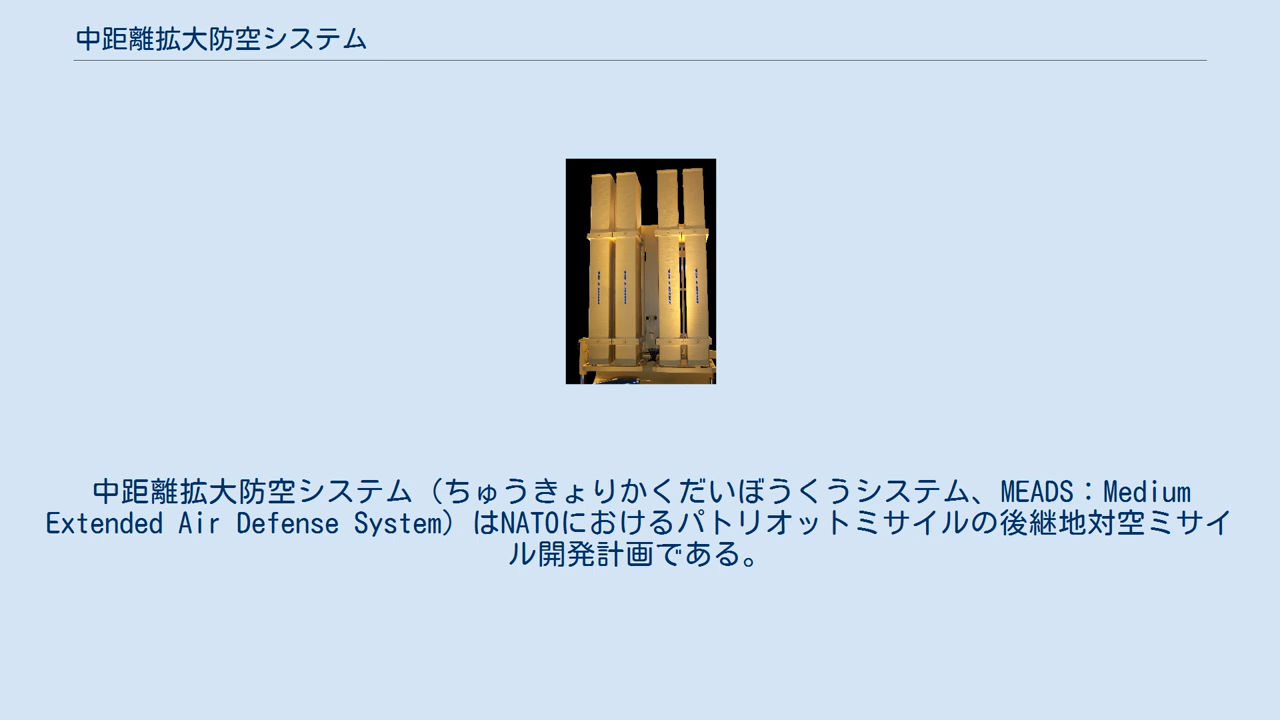 中距離拡大防空システム
中距離拡大防空システム（ちゅうきょりかくだいぼうくうシステム、MEADS：Medium
Extended Air Defense System）はNATOにおけるパトリオットミサイルの後継地対空ミサイ
ル開発計画である。